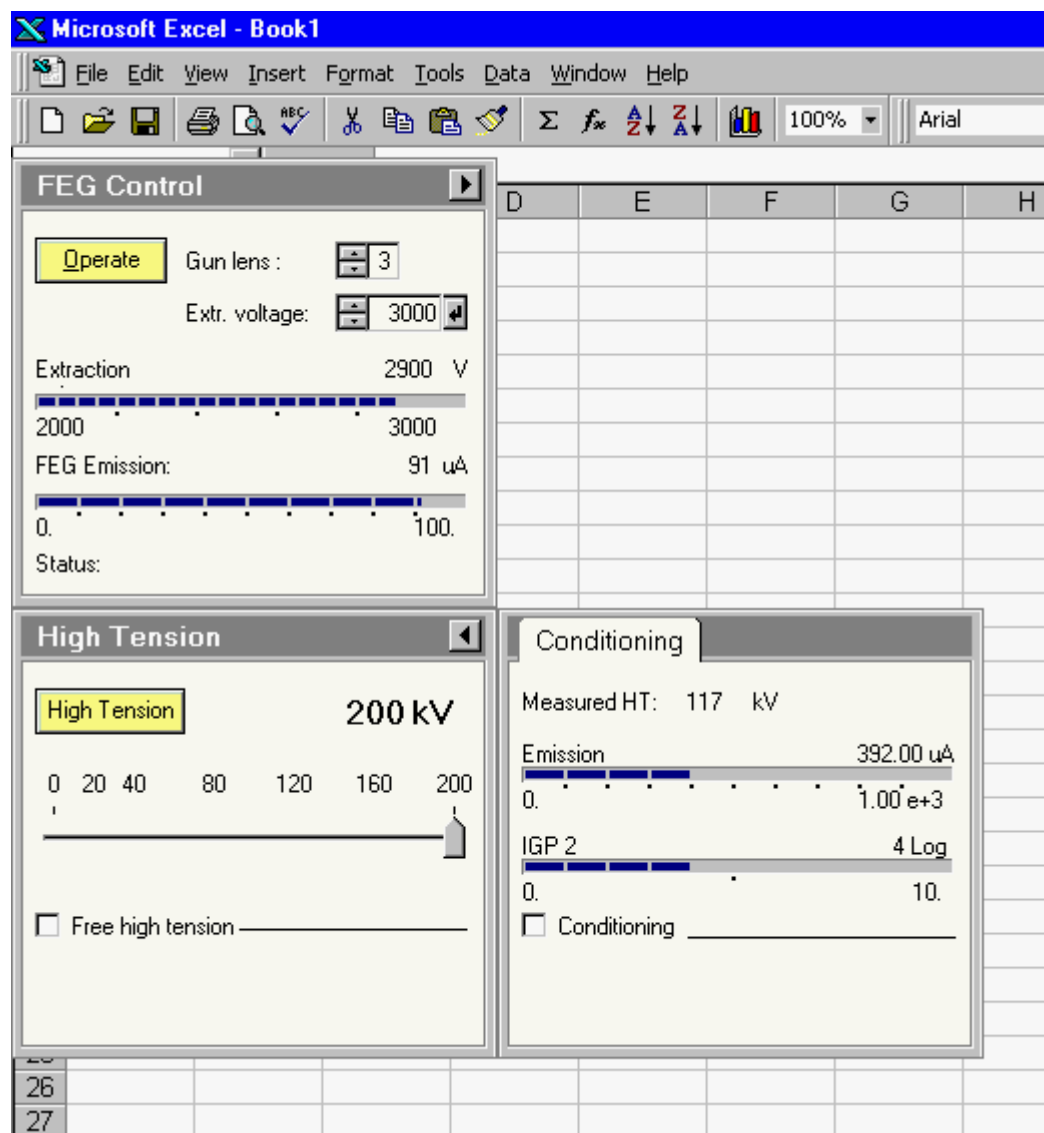 Microsoft Excel - Book1
File Edit View Insert Format Tools Data Window Help
ABC Σ fx A Z Z A 100% Arial
FEG Control
D E F G H
Operate Gun lens : 3
Extr. voltage: 3000
Extraction 2900 V
2000 3000
FEG Emission: 91 uA
0. 100.
Status:
High Tension
Conditioning
High Tension 200 kV
Measured HT: 117 kV
0 20 40 80 120 160 200
Emission 392.00 uA
0. 1.00 e+3
IGP 2 4 Log
0. 10.
Free high tension
Conditioning
26
27